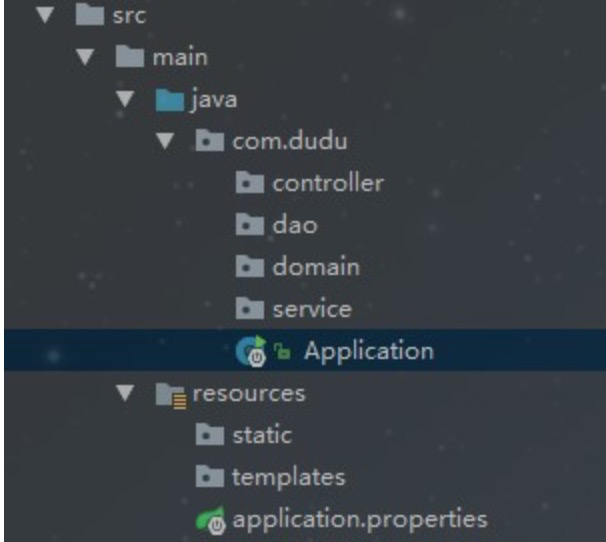 src
main
java
com.dudu
controller
dao
domain
service
Application
resources
static
templates
application.properties